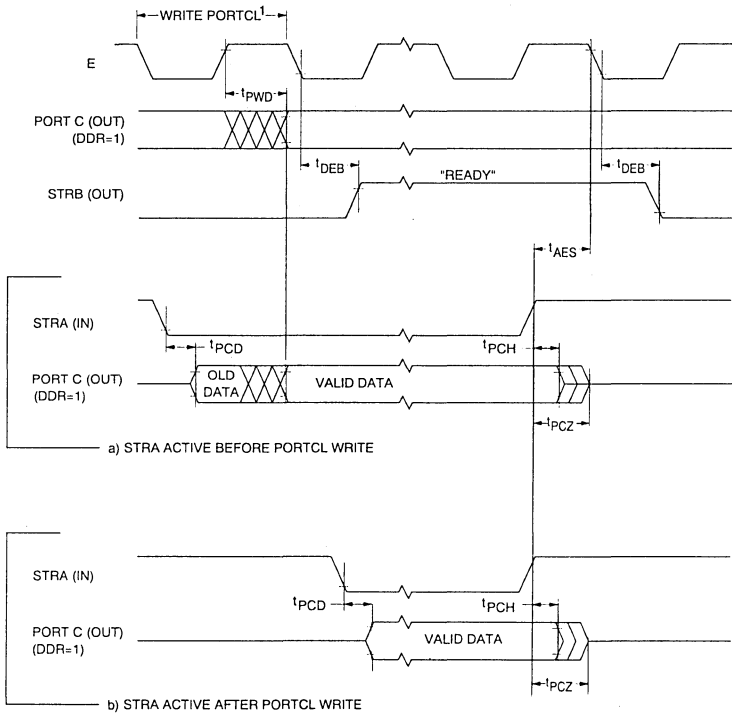 WRITE PORTCL1
E
tPWD
PORT C (OUT)
(DDR=1)
tDEB
"READY"
tDEB
STRB (OUT)
tAES
STRA (IN)
tPCD
tPCH
PORT C (OUT)
(DDR=1)
OLD
DATA
VALID DATA
tPCZ
a) STRA ACTIVE BEFORE PORTCL WRITE
STRA (IN)
tPCD
tPCH
PORT C (OUT)
(DDR=1)
VALID DATA
tPCZ
b) STRA ACTIVE AFTER PORTCL WRITE